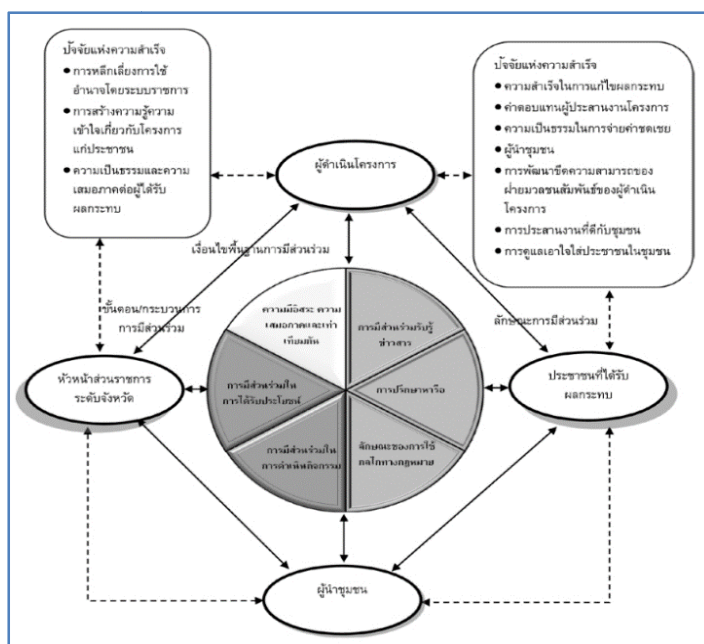 ปัจจัยแห่งความสำเร็จ
● การหลีกเลี่ยงการใช้
อำนาจโดยระบบราชการ
● การสร้างความรู้ความ
เข้าใจเกี่ยวกับโครงการ
แก่ประชาชน
● ความเป็นธรรมและความ
เสมอภาคต่อผู้ได้รับ
ผลกระทบ
ปัจจัยแห่งความสำเร็จ
● ความสำเร็จในการแก้ไขผลกระทบ
● ค่าตอบแทนผู้ประสานงานโครงการ
● ความเป็นธรรมในการจ่ายค่าชดเชย
● ผู้นำชุมชน
● การพัฒนาขีดความสามารถของ
ฝ่ายมวลชนสัมพันธ์ของผู้ดำเนิน
โครงการ
● การประสานงานที่ดีกับชุมชน
● การดูแลเอาใจใส่ประชาชนในชุมชน
ผู้ดำเนินโครงการ
เงื่อนไขพื้นฐานการมีส่วนร่วม
ขั้นตอน/กระบวนการ
การมีส่วนร่วม
ลักษณะการมีส่วนร่วม
ความมีอิสระ ความ
เสมอภาคและเท่า
เทียมกัน
การมีส่วนร่วมรับรู้
ข่าวสาร
หัวหน้าส่วนราชการ
ระดับจังหวัด
การมีส่วนร่วมใน
การได้รับประโยชน์
การปรึกษาหารือ
ประชาชนที่ได้รับ
ผลกระทบ
การมีส่วนร่วมใน
การดำเนินกิจกรรม
ลักษณะของการใช้
กลไกทางกฎหมาย
ผู้นำชุมชน